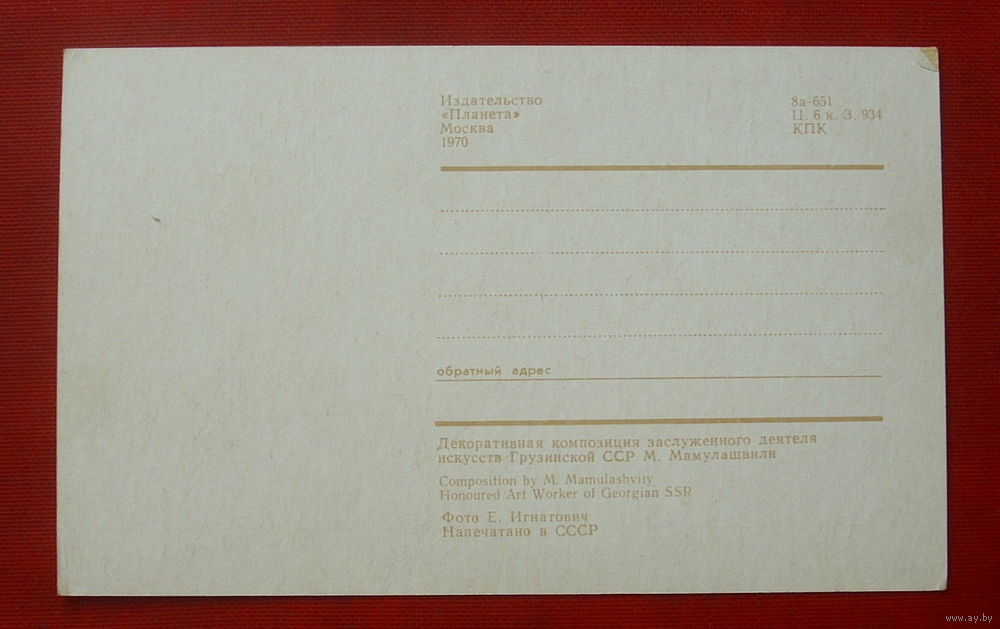 Издательство
«Планета»
Москва
1970
8а-651
Ц. 6 к. З. 934
КПК
обратный адрес
Декоративная композиция заслуженного деятеля
искусств Грузинской ССР М. Мамулашвили
Composition by M. Mamulashvily
Honoured Art Worker of Georgian SSR
Фото Е. Игнатович
Напечатано в СССР
www.ay.by